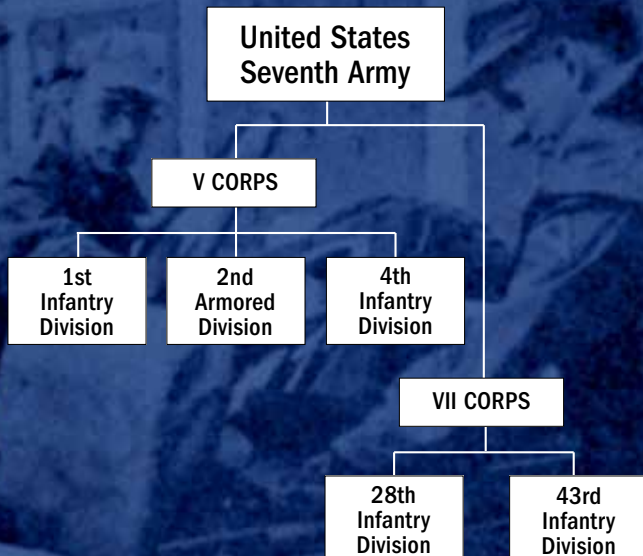 United States
Seventh Army
V CORPS
1st
Infantry
Division
2nd
Armored
Division
4th
Infantry
Division
VII CORPS
28th
Infantry
Division
43rd
Infantry
Division